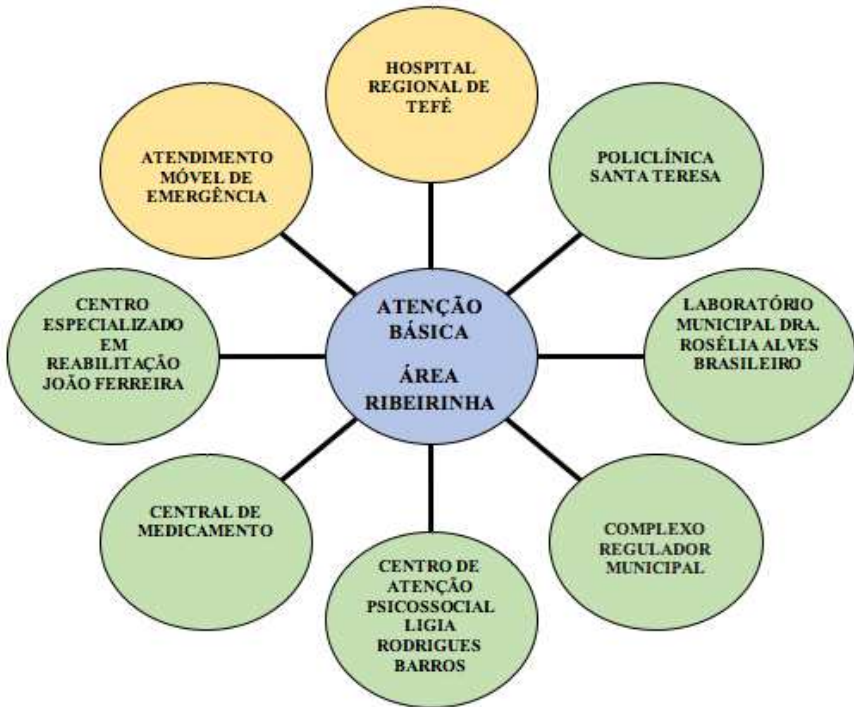 HOSPITAL
REGIONAL DE
TEFÉ
ATENDIMENTO
MÓVEL DE
EMERGÊNCIA
POLICLÍNICA
SANTA TERESA
CENTRO
ESPECIALIZADO
EM
REABILITAÇÃO
JOÃO FERREIRA
ATENÇÃO
BÁSICA
ÁREA
RIBEIRINHA
LABORATÓRIO
MUNICIPAL DRA.
ROSÉLIA ALVES
BRASILEIRO
CENTRAL DE
MEDICAMENTO
CENTRO DE
ATENÇÃO
PSICOSSOCIAL
LIGIA
RODRIGUES
BARROS
COMPLEXO
REGULADOR
MUNICIPAL